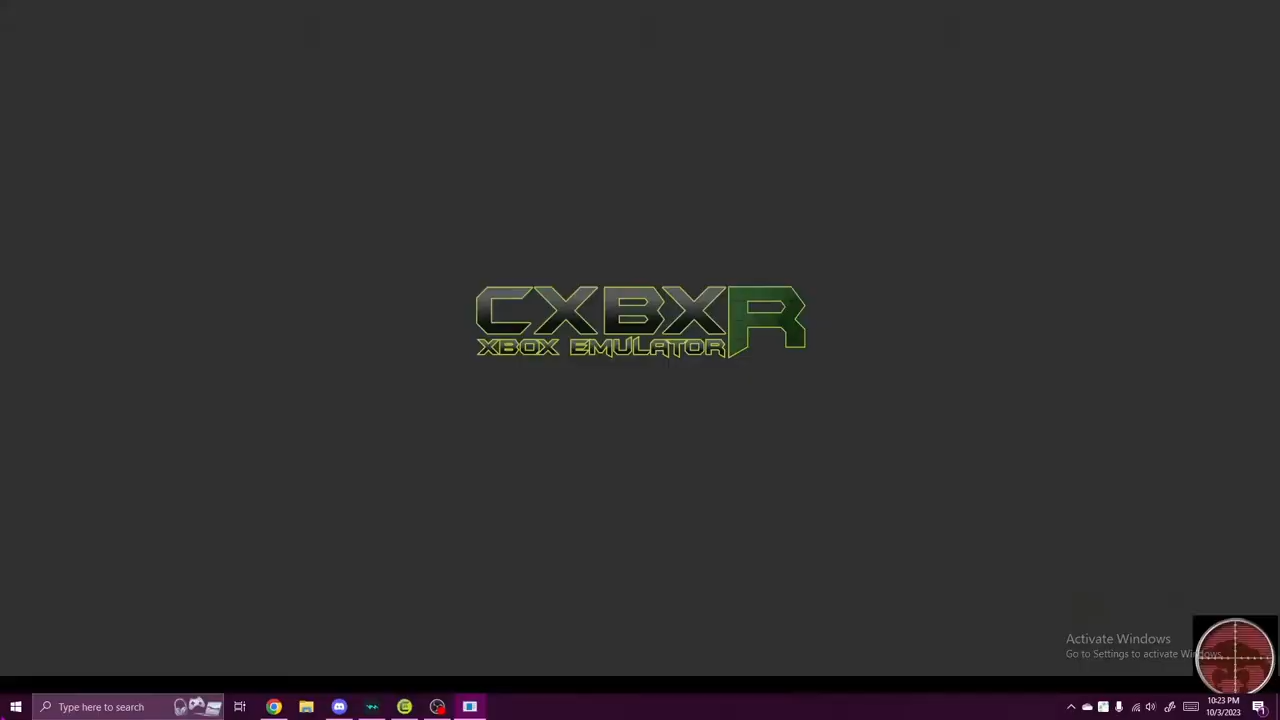 CXBXR
XBOX EMULATOR
Activate Windows
Go to Settings to activate Windows.
Type here to search
10:23 PM
10/3/2023
1